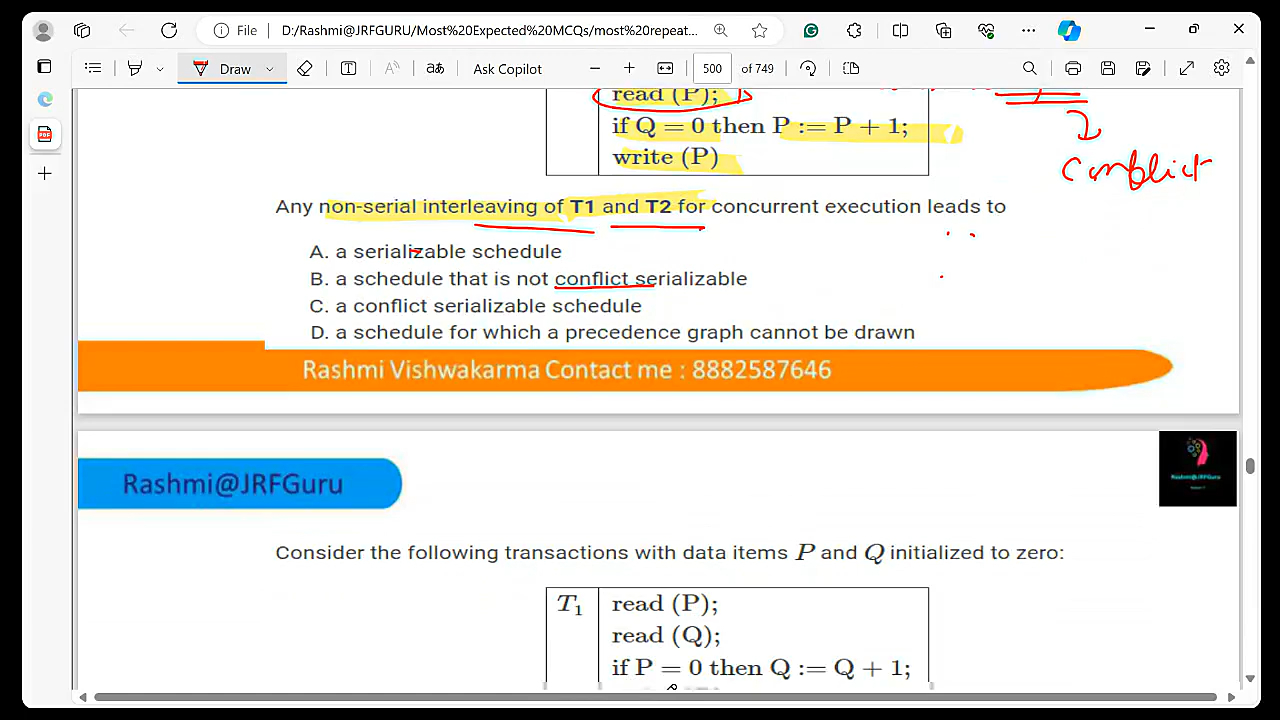 File
D:/Rashmi@JRFGURU/Most%20Expected%20MCQs/most%20repeat...
Draw
Ask Copilot
500 of 749
read (P);
if Q = 0 then P := P + 1;
write (P)
Conflict
Any non-serial interleaving of T1 and T2 for concurrent execution leads to
A. a serializable schedule
B. a schedule that is not conflict serializable
C. a conflict serializable schedule
D. a schedule for which a precedence graph cannot be drawn
Rashmi Vishwakarma Contact me : 8882587646
Rashmi@JRFGuru
Rashmi@JRFGuru
Consider the following transactions with data items P and Q initialized to zero:
T1 read (P);
read (Q);
if P = 0 then Q := Q + 1;